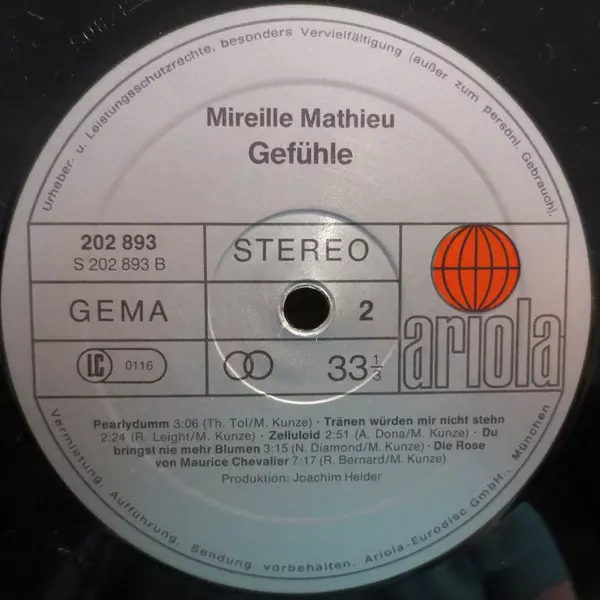 Urheber- u. Leistungsschutzrechte, besonders Vervielfältigung (außer zum persönl. Gebrauch),
Mireille Mathieu
Gefühle
202 893
S 202 893 B
STEREO
GEMA
2
LC 0116
33 1/3
ariola
Pearlydumm 3:06 (Th. Tol/M. Kunze) · Tränen würden mir nicht stehn
2:24 (R. Leight/M. Kunze) · Zelluloid 2:51 (A. Dona/M. Kunze) · Du
bringst nie mehr Blumen 3:15 (N. Diamond/M. Kunze) · Die Rose
von Maurice Chevalier 7:17 (R. Bernard/M. Kunze)
Produktion: Joachim Heider
Vermietung, Aufführung, Sendung vorbehalten. Ariola-Eurodisc GmbH., München